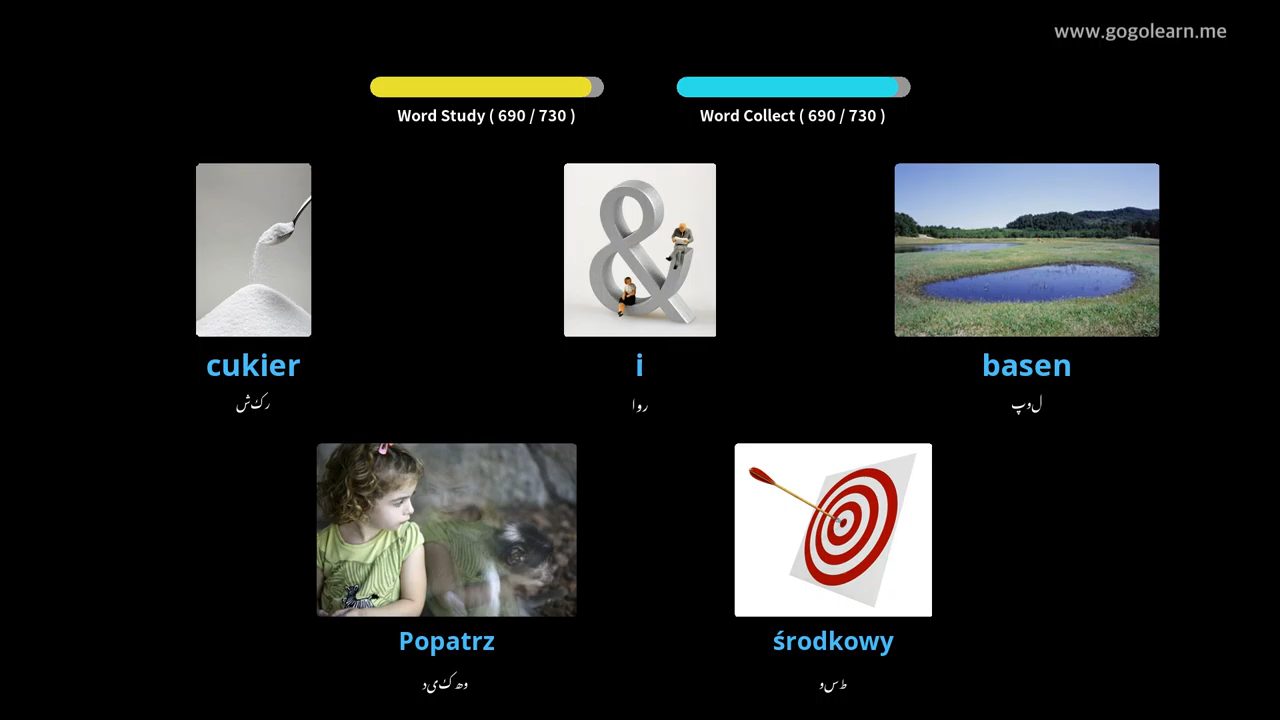 www.gogolearn.me
Word Study ( 690 / 730 )
Word Collect ( 690 / 730 )
cukier
i
basen
رکش
روا
لوپ
Popatrz
środkowy
وھکید
طسو